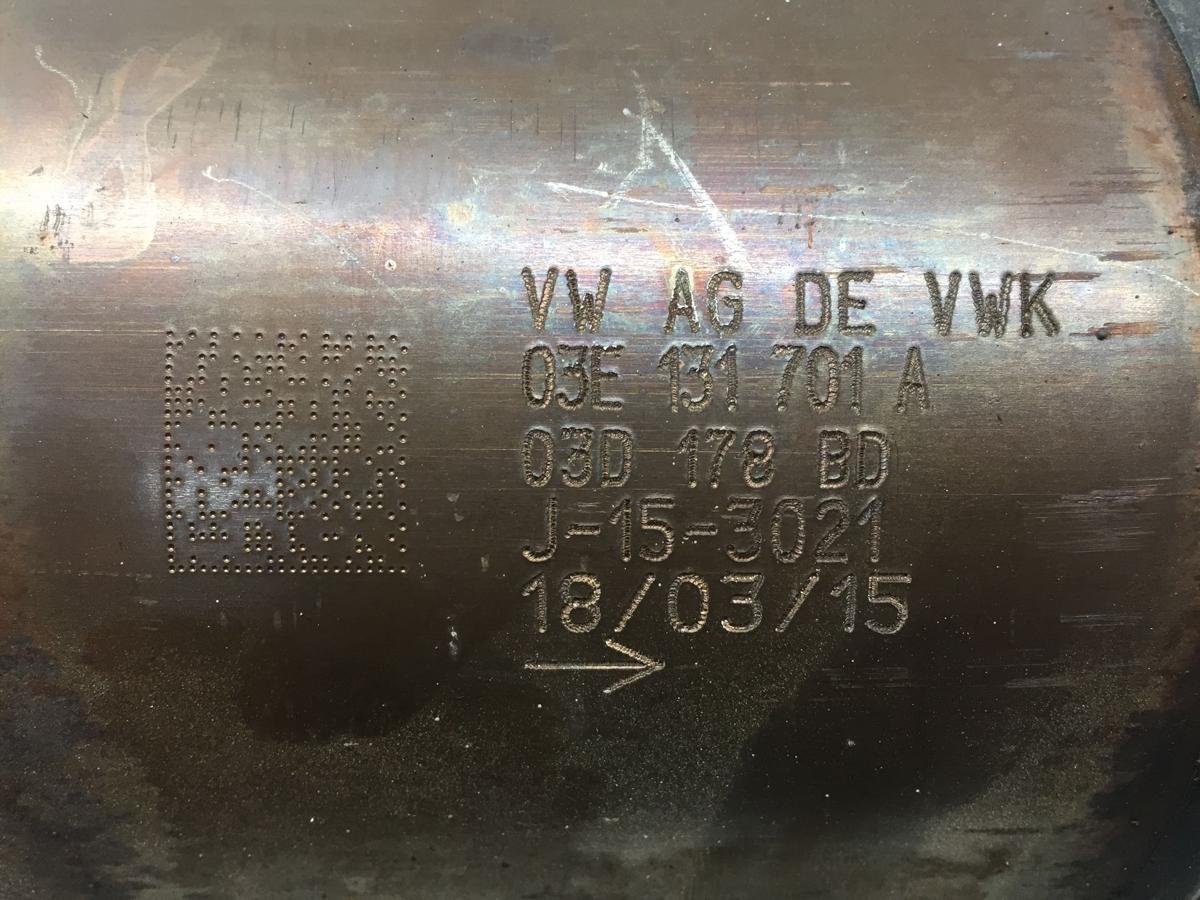 VW AG DE VWK
03E 131 701 A
03D 178 BD
J-15-3021
18/03/15